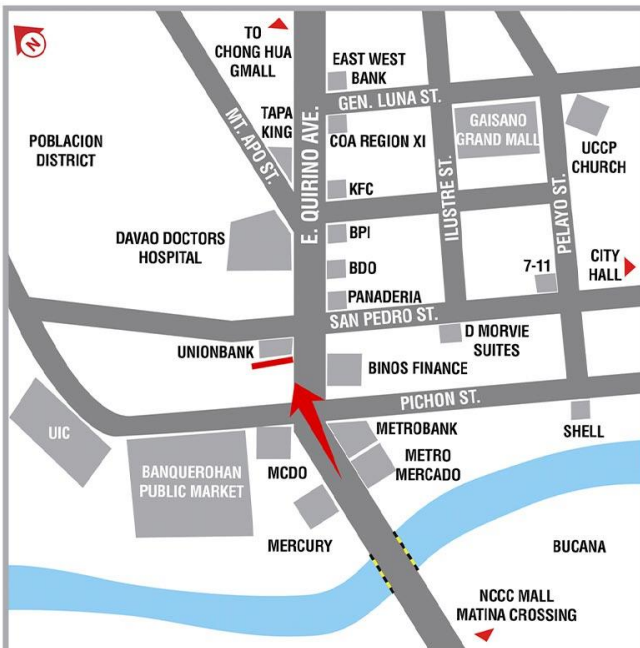 N
TO
CHONG HUA
GMALL
EAST WEST
BANK
GEN. LUNA ST.
TAPA
KING
MT. APO ST.
E. QUIRINO AVE.
COA REGION XI
ILUSTRE ST.
GAISANO
GRAND MALL
UCCP
CHURCH
POBLACION
DISTRICT
KFC
PELAYO ST.
DAVAO DOCTORS
HOSPITAL
BPI
BDO
7-11
CITY
HALL
PANADERIA
SAN PEDRO ST.
UNIONBANK
D MORVIE
SUITES
BINOS FINANCE
PICHON ST.
UIC
METROBANK
SHELL
BANQUEROHAN
PUBLIC MARKET
MCDO
METRO
MERCADO
MERCURY
BUCANA
NCCC MALL
MATINA CROSSING